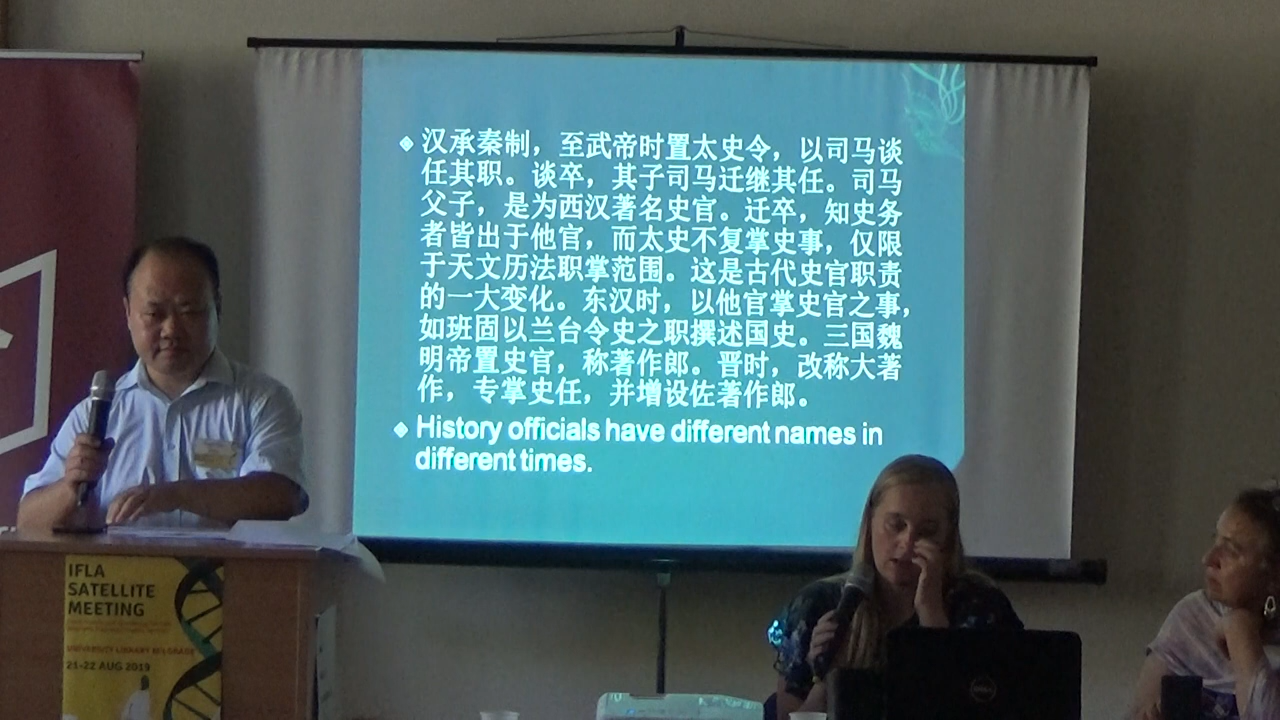 汉承秦制，至武帝时置太史令，以司马谈
任其职。谈卒，其子司马迁继其任。司马
父子，是为西汉著名史官。迁卒，知史务
者皆出于他官，而太史不复掌史事，仅限
于天文历法职掌范围。这是古代史官职责
的一大变化。东汉时，以他官掌史官之事，
如班固以兰台令史之职撰述国史。三国魏
明帝置史官，称著作郎。晋时，改称大著
作，专掌史任，并增设佐著作郎。
History officials have different names in
different times.
IFLA
SATELLITE
MEETING
UNIVERSITY LIBRARY BELGRADE
21-22 AUG 2019
DELL